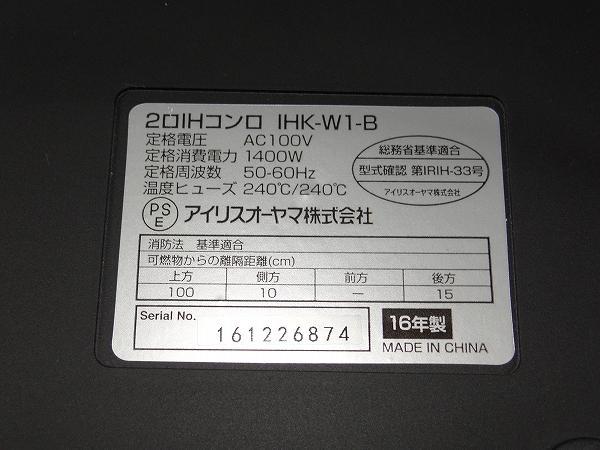 2口IHコンロ IHK-W1-B
定格電圧 AC100V
定格消費電力 1400W
定格周波数 50-60Hz
温度ヒューズ 240℃/240℃
総務省基準適合
型式確認 第IRIH-33号
アイリスオーヤマ株式会社
PS
E
アイリスオーヤマ株式会社
消防法 基準適合
可燃物からの離隔距離(cm)
上方 側方 前方 後方
100 10 — 15
Serial No. 161226874
16年製
MADE IN CHINA